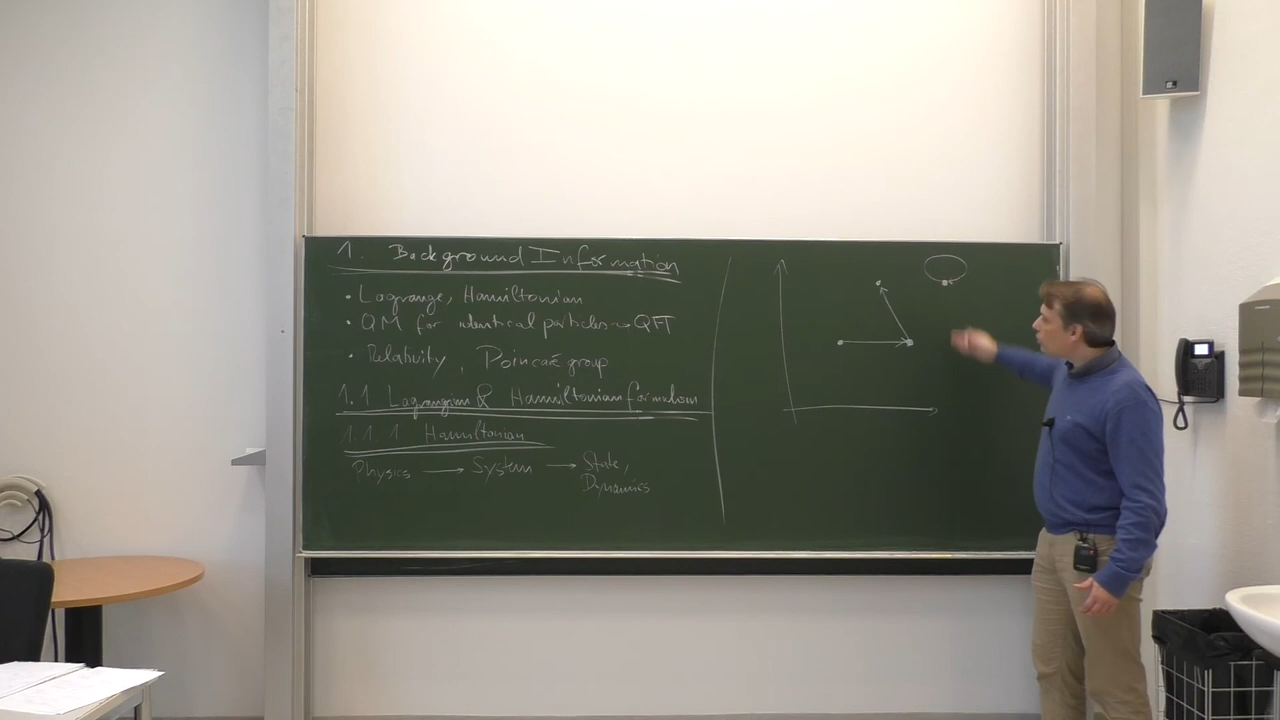 1. Background Information
• Lagrange, Hamiltonian
• QM for identical particles → QFT
• Relativity, Poincaré group
1.1 Lagrangian & Hamiltonian formalism
1.1.1 Hamiltonian
Physics → System → State,
Dynamics